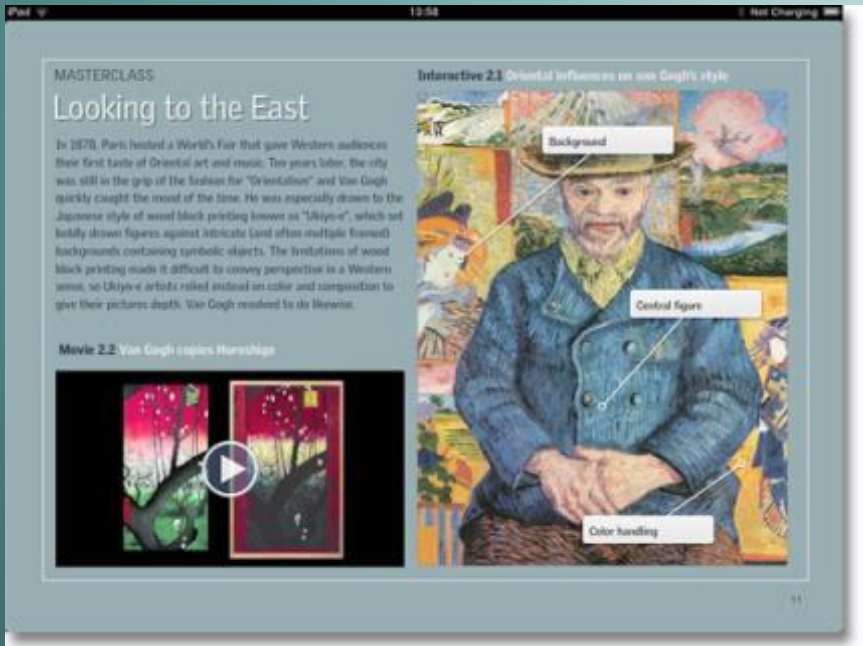 iPad 13:58 Not Charging
MASTERCLASS
Looking to the East
In 1878, Paris hosted a World's Fair that gave Western audiences
their first taste of Oriental art and music. Ten years later, the city
was still in the grip of the fashion for "Orientalism" and Van Gogh
quickly caught the mood of the time. He was especially drawn to the
Japanese style of wood block printing known as "Ukiyo-e", which set
boldly drawn figures against intricate (and often multiple framed)
backgrounds containing symbolic objects. The limitations of wood
block printing made it difficult to convey perspective in a Western
sense, so Ukiyo-e artists relied instead on color and composition to
give their pictures depth. Van Gogh resolved to do likewise.
Movie 2.2 Van Gogh copies Hiroshige
Interactive 2.1 Oriental influences on van Gogh's style
Background
Central figure
Color handling
11